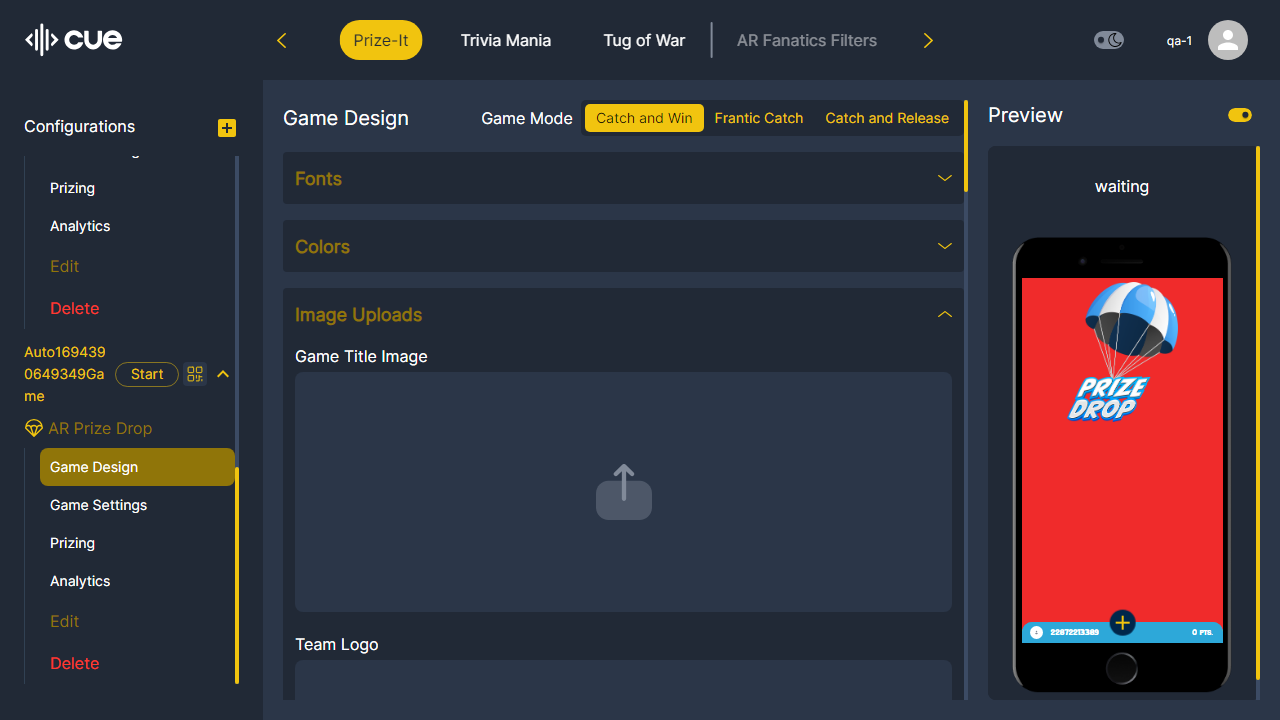 cue
Prize-It
Trivia Mania
Tug of War
AR Fanatics Filters
qa-1
Configurations
Prizing
Analytics
Edit
Delete
Auto169439
0649349Ga
me
Start
AR Prize Drop
Game Design
Game Settings
Prizing
Analytics
Edit
Delete
Game Design
Game Mode
Catch and Win
Frantic Catch
Catch and Release
Fonts
Colors
Image Uploads
Game Title Image
Team Logo
Preview
waiting
PRIZE
DROP
22872213389
0 PTS.